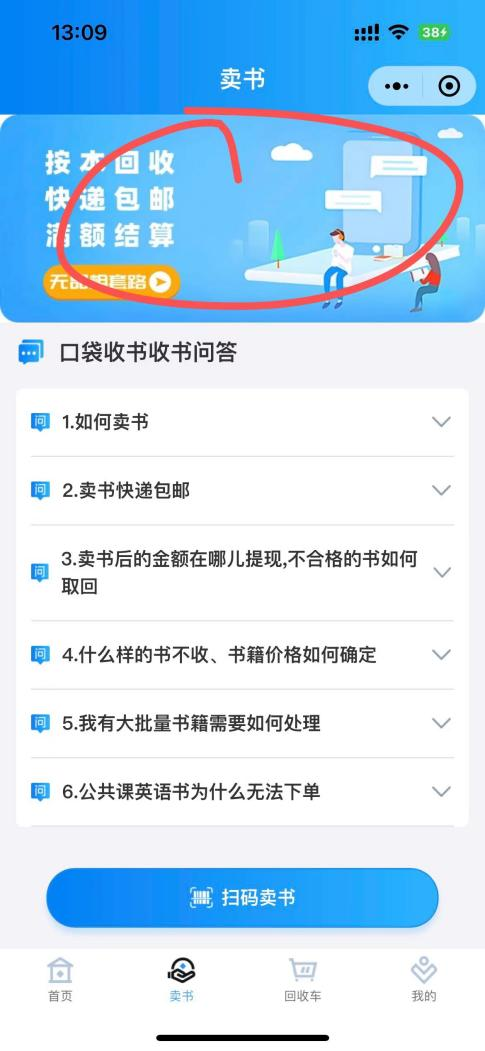 13:09
38
卖书
按本回收
快递包邮
满额结算
无品相套路
口袋收书收书问答
问 1.如何卖书
问 2.卖书快递包邮
问 3.卖书后的金额在哪儿提现,不合格的书如何
取回
问 4.什么样的书不收、书籍价格如何确定
问 5.我有大批量书籍需要如何处理
问 6.公共课英语书为什么无法下单
扫码卖书
首页 卖书 回收车 我的